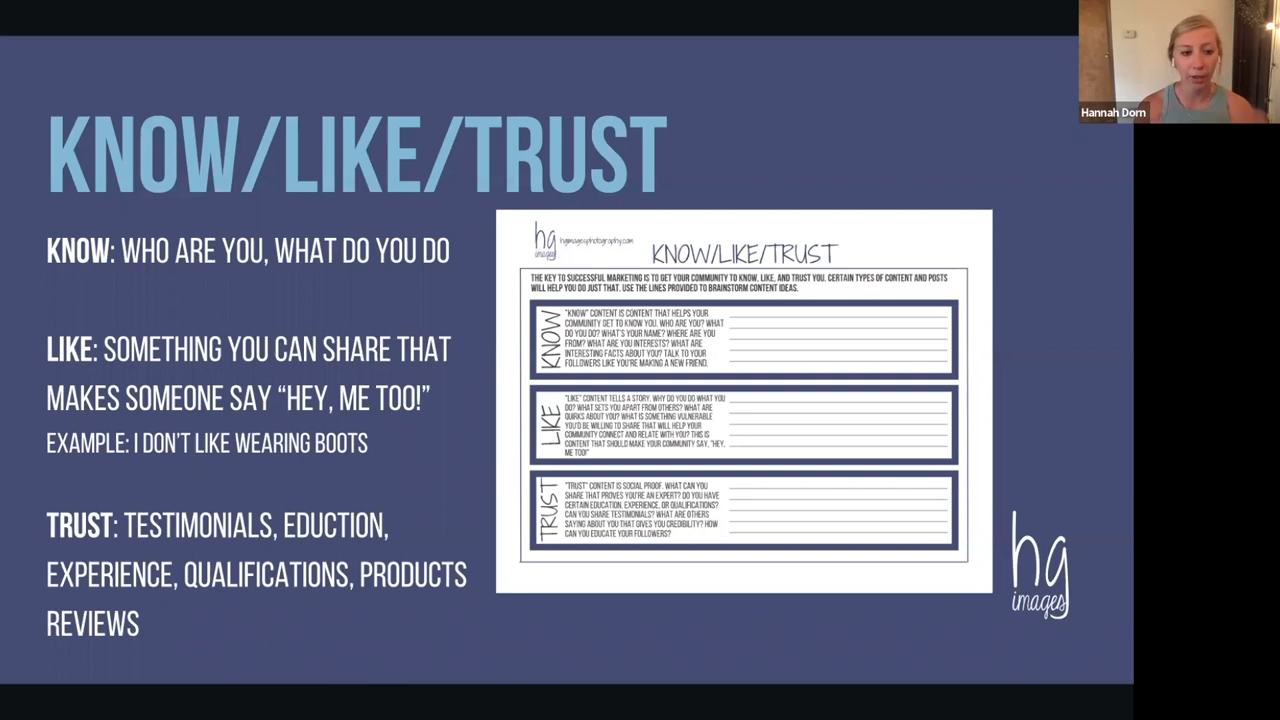 Hannah Dorn
KNOW/LIKE/TRUST
KNOW: WHO ARE YOU, WHAT DO YOU DO
LIKE: SOMETHING YOU CAN SHARE THAT
MAKES SOMEONE SAY “HEY, ME TOO!”
EXAMPLE: I DON'T LIKE WEARING BOOTS
TRUST: TESTIMONIALS, EDUCTION,
EXPERIENCE, QUALIFICATIONS, PRODUCTS
REVIEWS
hg
images
hgimagesphotography.com
KNOW/LIKE/TRUST
THE KEY TO SUCCESSFUL MARKETING IS TO GET YOUR COMMUNITY TO KNOW, LIKE, AND TRUST YOU. CERTAIN TYPES OF CONTENT AND POSTS
WILL HELP YOU DO JUST THAT. USE THE LINES PROVIDED TO BRAINSTORM CONTENT IDEAS.
KNOW
"KNOW" CONTENT IS CONTENT THAT HELPS YOUR
COMMUNITY GET TO KNOW YOU. WHO ARE YOU? WHAT
DO YOU DO? WHAT'S YOUR NAME? WHERE ARE YOU
FROM? WHAT ARE YOU INTERESTS? WHAT ARE
INTERESTING FACTS ABOUT YOU? TALK TO YOUR
FOLLOWERS LIKE YOU'RE MAKING A NEW FRIEND.
LIKE
"LIKE" CONTENT TELLS A STORY. WHY DO YOU DO WHAT YOU
DO? WHAT SETS YOU APART FROM OTHERS? WHAT ARE
QUIRKS ABOUT YOU? WHAT IS SOMETHING VULNERABLE
YOU'D BE WILLING TO SHARE THAT WILL HELP YOUR
COMMUNITY CONNECT AND RELATE WITH YOU? THIS IS
CONTENT THAT SHOULD MAKE YOUR COMMUNITY SAY, "HEY,
ME TOO!"
TRUST
"TRUST" CONTENT IS SOCIAL PROOF. WHAT CAN YOU
SHARE THAT PROVES YOU'RE AN EXPERT? DO YOU HAVE
CERTAIN EDUCATION, EXPERIENCE, OR QUALIFICATIONS?
CAN YOU SHARE TESTIMONIALS? WHAT ARE OTHERS
SAYING ABOUT YOU THAT GIVES YOU CREDIBILITY? HOW
CAN YOU EDUCATE YOUR FOLLOWERS?
hg
images